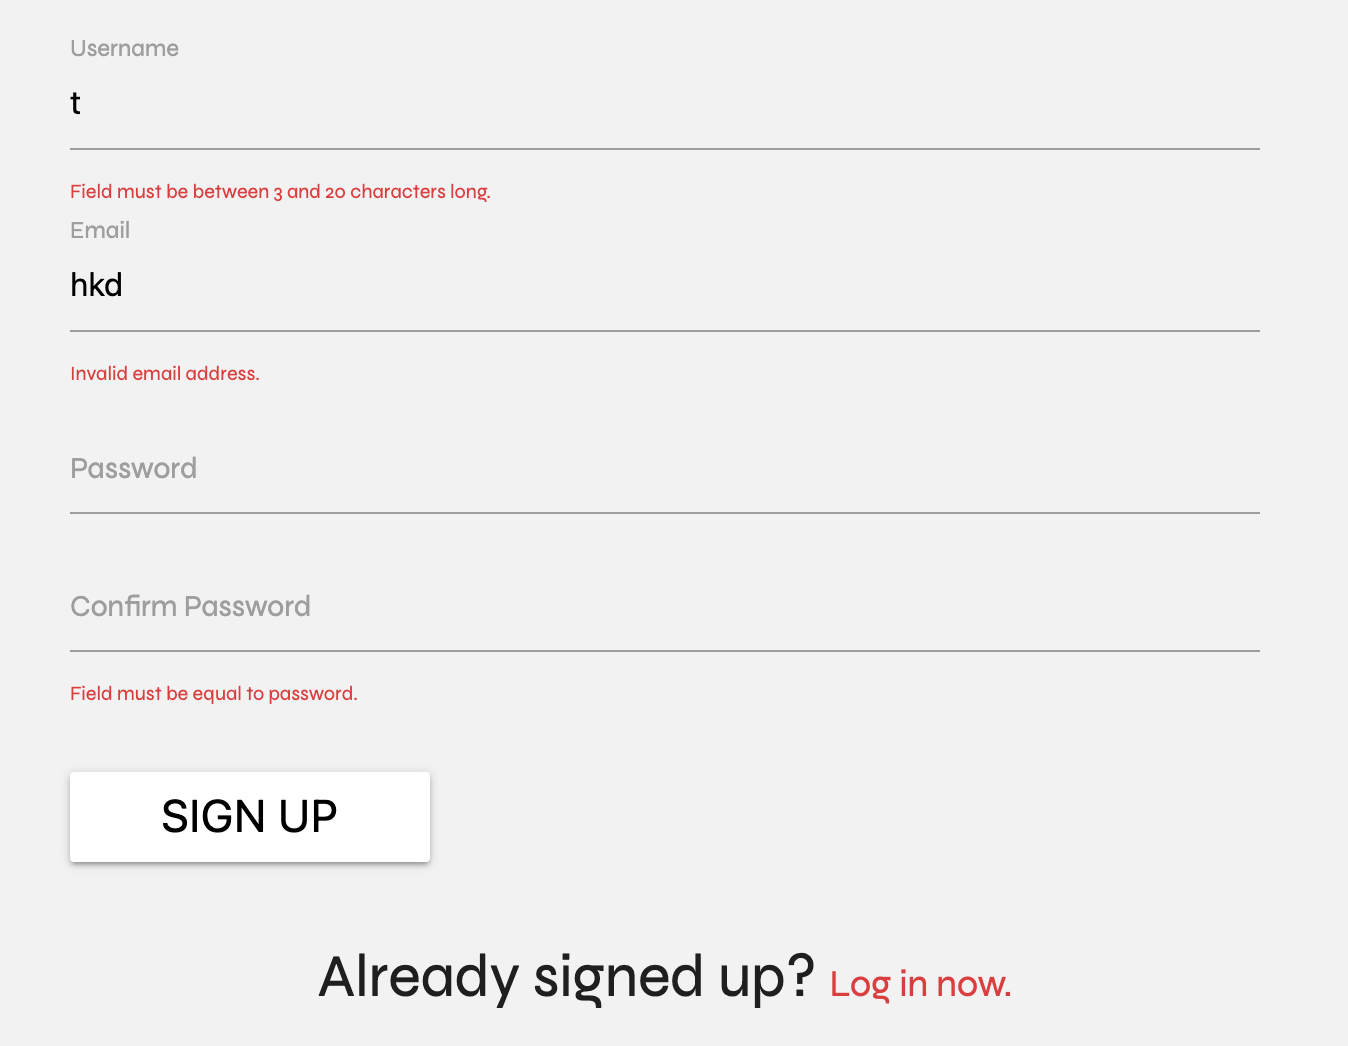 Username
t
Field must be between 3 and 20 characters long.
Email
hkd
Invalid email address.
Password
Confirm Password
Field must be equal to password.
SIGN UP
Already signed up? Log in now.